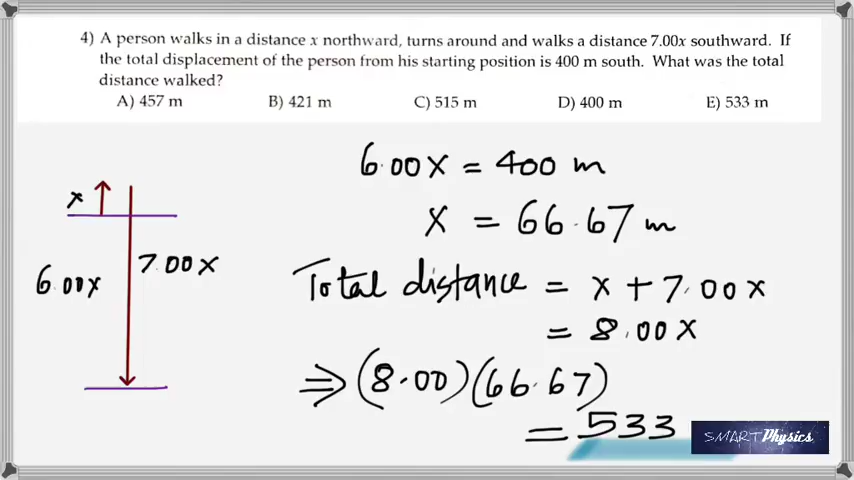 4) A person walks in a distance x northward, turns around and walks a distance 7.00x southward. If
the total displacement of the person from his starting position is 400 m south. What was the total
distance walked?
A) 457 m B) 421 m C) 515 m D) 400 m E) 533 m
6.00x = 400 m
x = 66.67 m
x
7.00x
6.00x
Total distance = x + 7.00x
= 8.00x
⇒ (8.00)(66.67)
= 533
SMART Physics